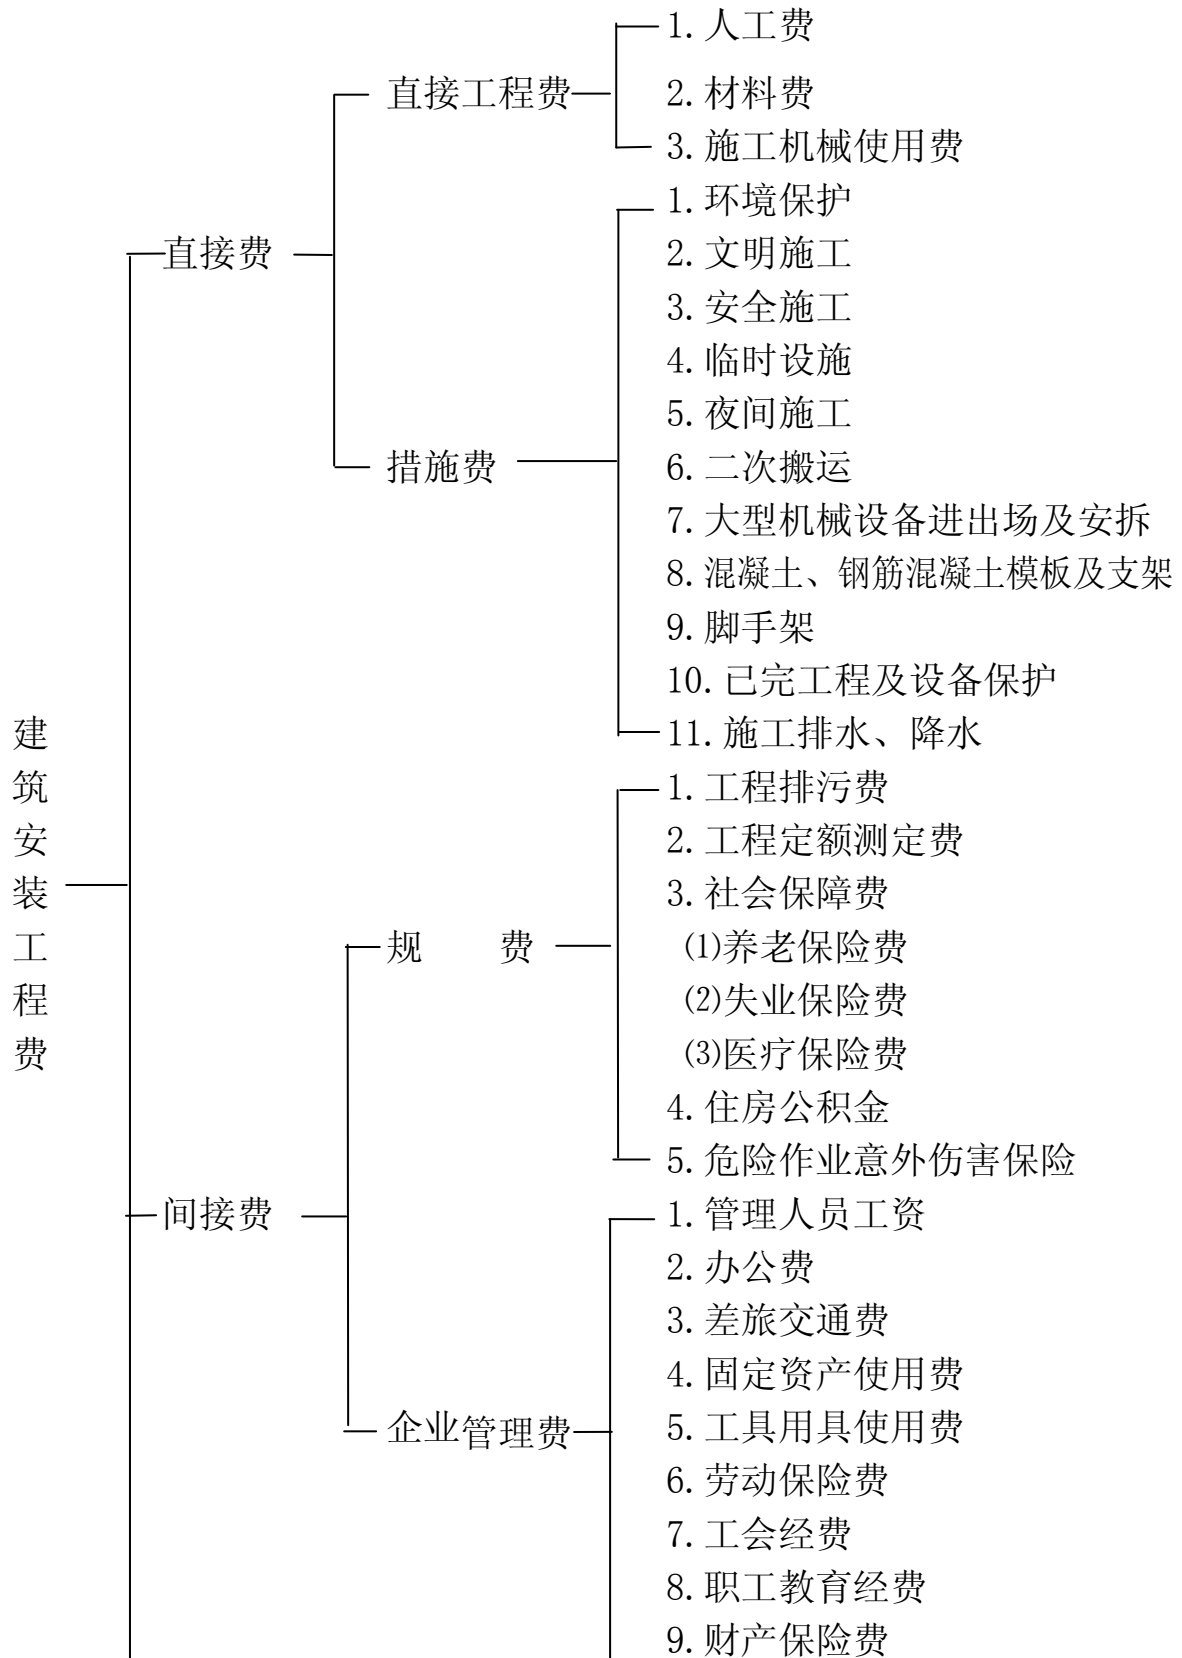 建筑安装工程费
直接费
直接工程费
1.人工费
2.材料费
3.施工机械使用费
措施费
1.环境保护
2.文明施工
3.安全施工
4.临时设施
5.夜间施工
6.二次搬运
7.大型机械设备进出场及安拆
8.混凝土、钢筋混凝土模板及支架
9.脚手架
10.已完工程及设备保护
11.施工排水、降水
间接费
规 费
1.工程排污费
2.工程定额测定费
3.社会保障费
⑴养老保险费
⑵失业保险费
⑶医疗保险费
4.住房公积金
5.危险作业意外伤害保险
企业管理费
1.管理人员工资
2.办公费
3.差旅交通费
4.固定资产使用费
5.工具用具使用费
6.劳动保险费
7.工会经费
8.职工教育经费
9.财产保险费